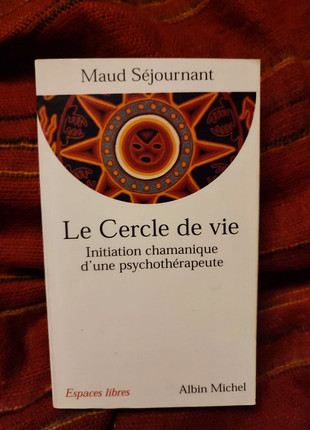 Maud Séjournant
Le Cercle de vie
Initiation chamanique
d'une psychothérapeute
Espaces libres Albin Michel